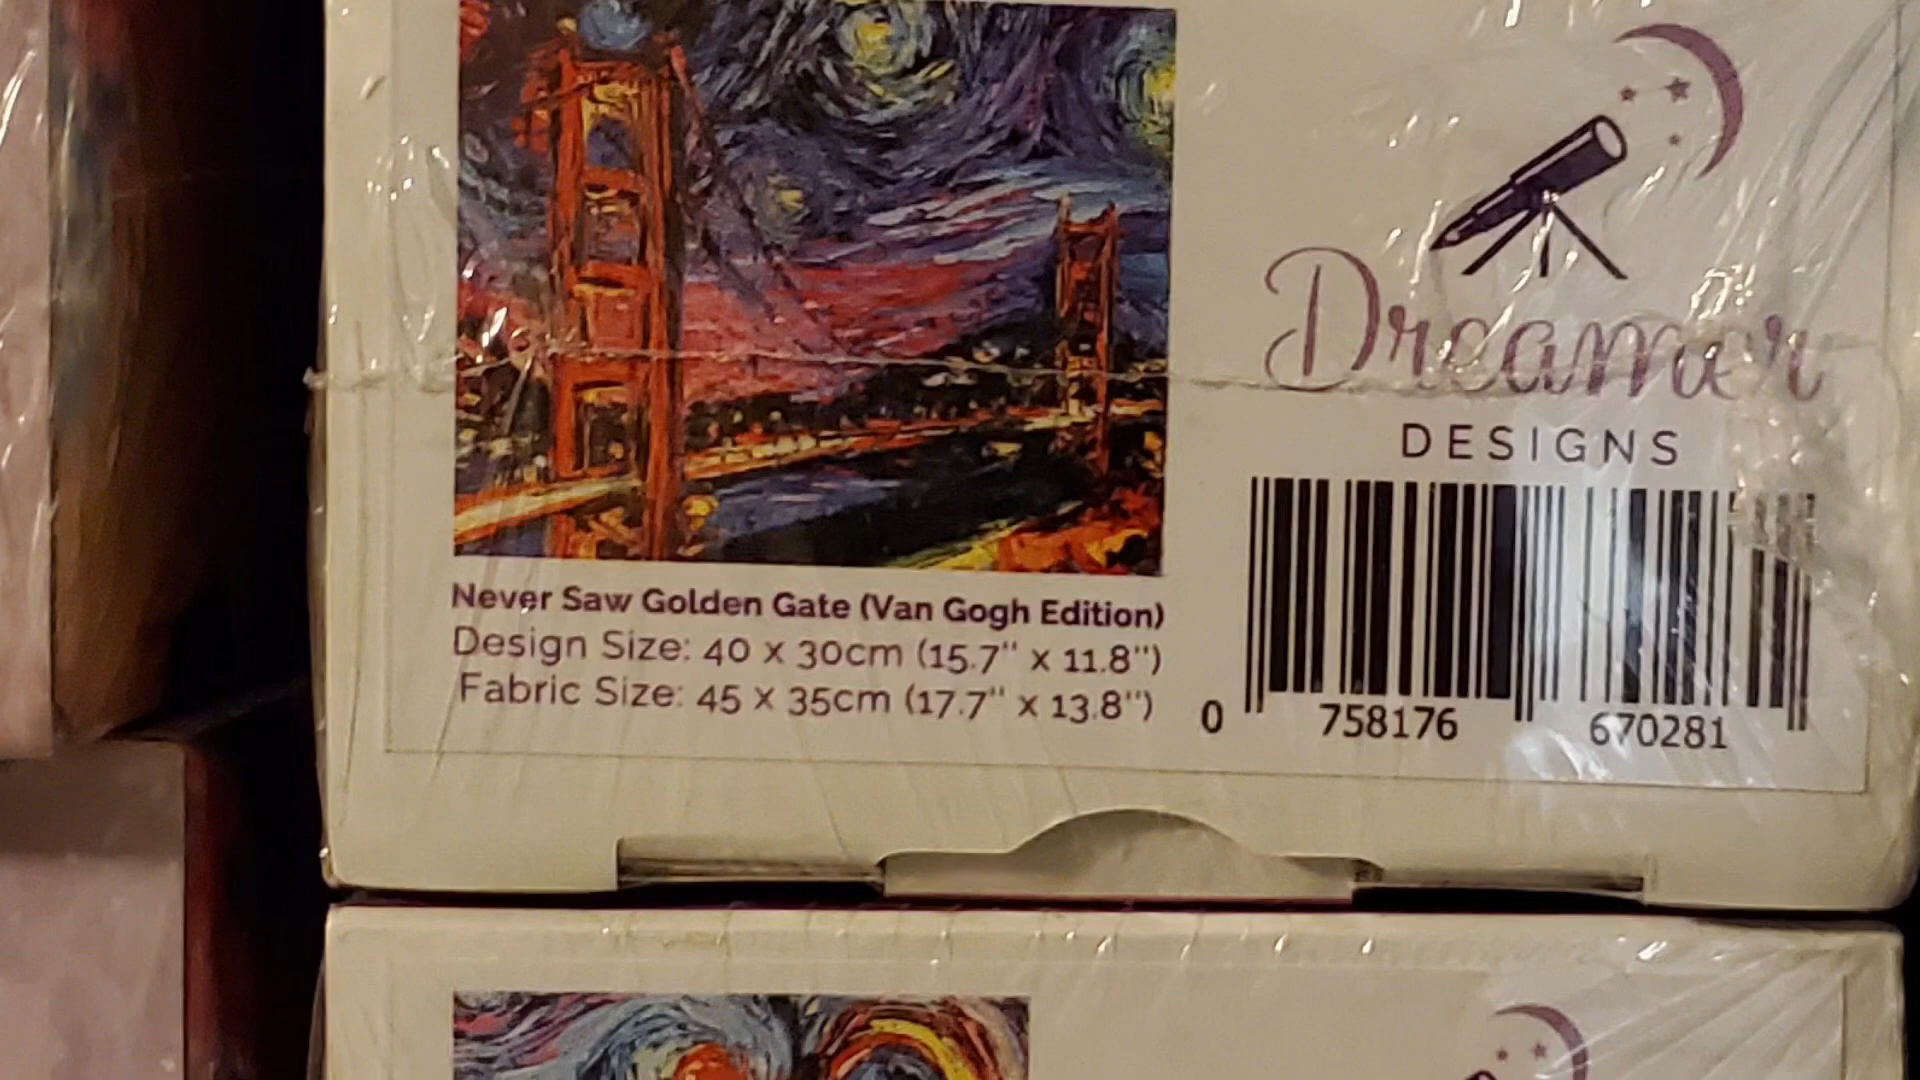 Dreamer
DESIGNS
Never Saw Golden Gate (Van Gogh Edition)
Design Size: 40 x 30cm (15.7" x 11.8")
Fabric Size: 45 x 35cm (17.7" x 13.8")
0 758176 670281